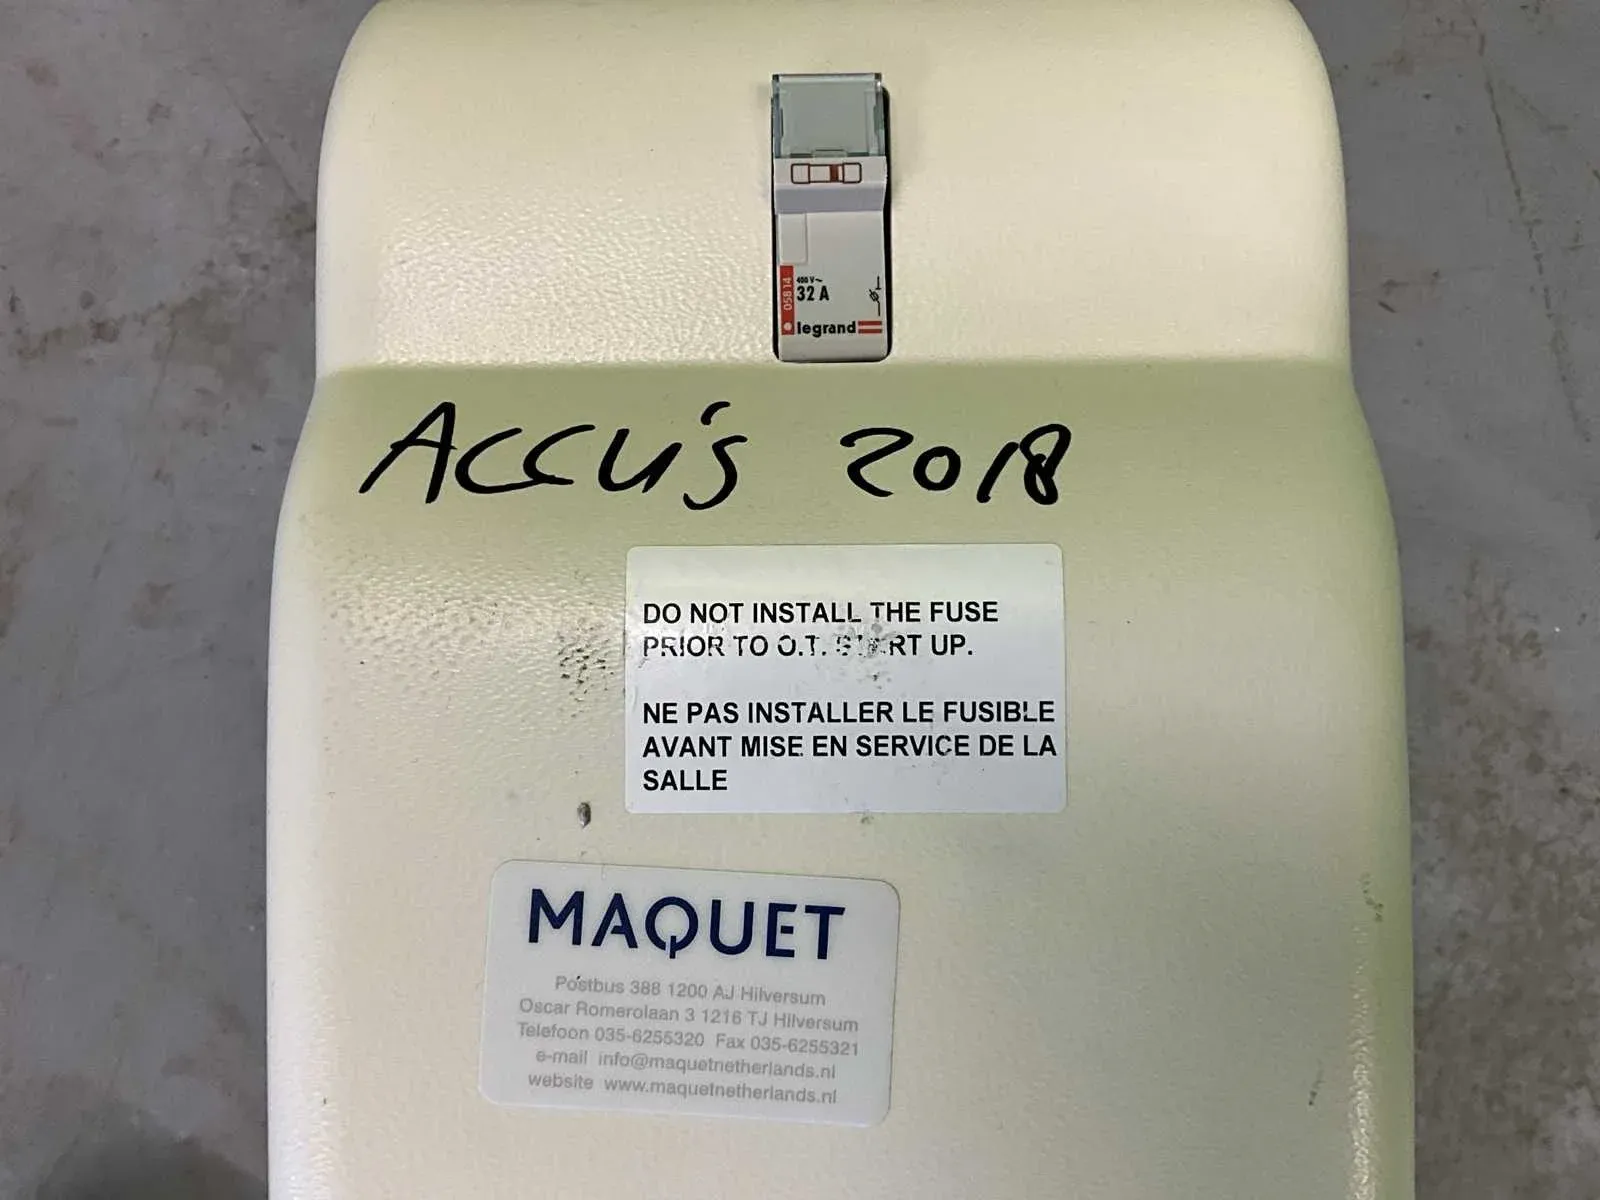 05814
400 V~
32 A
legrand
Accu's 2018
DO NOT INSTALL THE FUSE
PRIOR TO O.T. START UP.
NE PAS INSTALLER LE FUSIBLE
AVANT MISE EN SERVICE DE LA
SALLE
MAQUET
Postbus 388 1200 AJ Hilversum
Oscar Romerolaan 3 1216 TJ Hilversum
Telefoon 035-6255320 Fax 035-6255321
e-mail info@maquetnetherlands.nl
website www.maquetnetherlands.nl